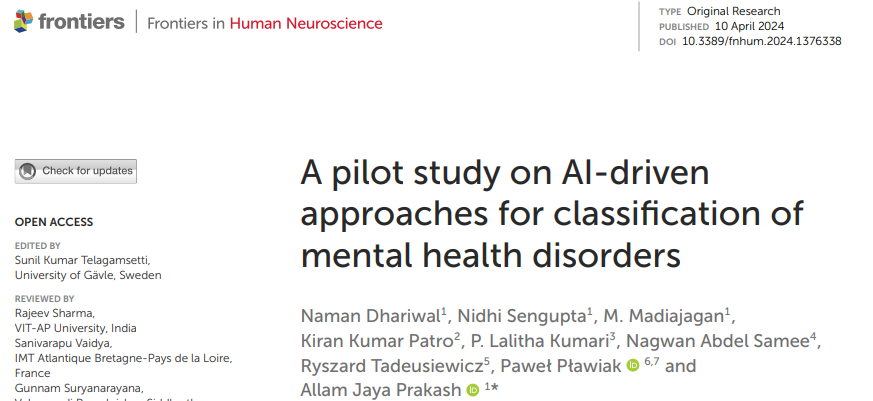 frontiers
Frontiers in Human Neuroscience
TYPE Original Research
PUBLISHED 10 April 2024
DOI 10.3389/fnhum.2024.1376338
Check for updates
OPEN ACCESS
EDITED BY
Sunil Kumar Telagamsetti,
University of Gävle, Sweden
REVIEWED BY
Rajeev Sharma,
VIT-AP University, India
Sanivarapu Vaidya,
IMT Atlantique Bretagne-Pays de la Loire,
France
Gunnam Suryanarayana,
A pilot study on AI-driven
approaches for classification of
mental health disorders
Naman Dhariwal¹, Nidhi Sengupta¹, M. Madiajagan¹,
Kiran Kumar Patro², P. Lalitha Kumari³, Nagwan Abdel Samee⁴,
Ryszard Tadeusiewicz⁵, Paweł Pławiak iD ⁶,⁷ and
Allam Jaya Prakash iD ¹*